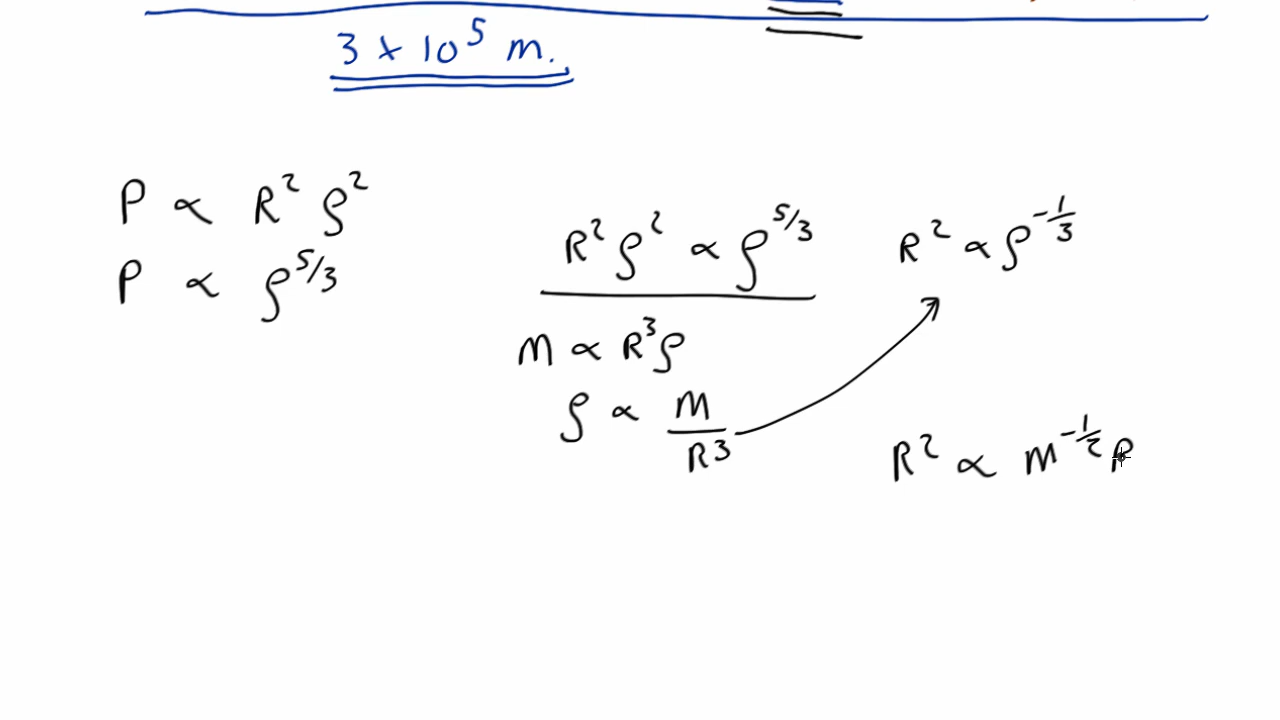 3 × 10⁵ m.
P ∝ R² ρ²
P ∝ ρ^5/3
R² ρ² ∝ ρ^5/3
M ∝ R³ρ
ρ ∝ M/R³
R² ∝ ρ^-1/3
R² ∝ M^-1/2 R